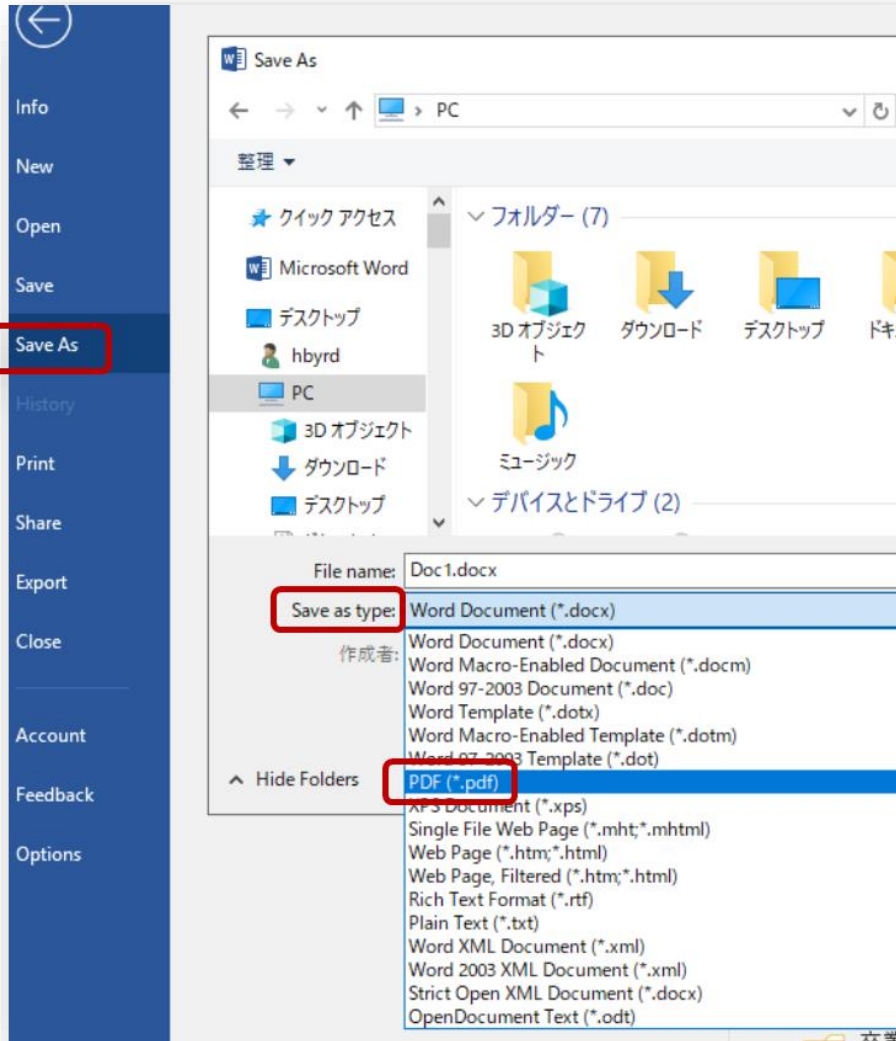 Save As
PC
Info
New
Open
Save
Save As
History
Print
Share
Export
Close
Account
Feedback
Options
整理
クイック アクセス
Microsoft Word
デスクトップ
hbyrd
PC
3D オブジェクト
ダウンロード
デスクトップ
フォルダー (7)
3D オブジェク
ト
ダウンロード
デスクトップ
ドキ
ミュージック
デバイスとドライブ (2)
File name: Doc1.docx
Save as type: Word Document (*.docx)
作成者:
Word Document (*.docx)
Word Macro-Enabled Document (*.docm)
Word 97-2003 Document (*.doc)
Word Template (*.dotx)
Word Macro-Enabled Template (*.dotm)
Word 97-2003 Template (*.dot)
PDF (*.pdf)
XPS Document (*.xps)
Single File Web Page (*.mht;*.mhtml)
Web Page (*.htm;*.html)
Web Page, Filtered (*.htm;*.html)
Rich Text Format (*.rtf)
Plain Text (*.txt)
Word XML Document (*.xml)
Word 2003 XML Document (*.xml)
Strict Open XML Document (*.docx)
OpenDocument Text (*.odt)
Hide Folders